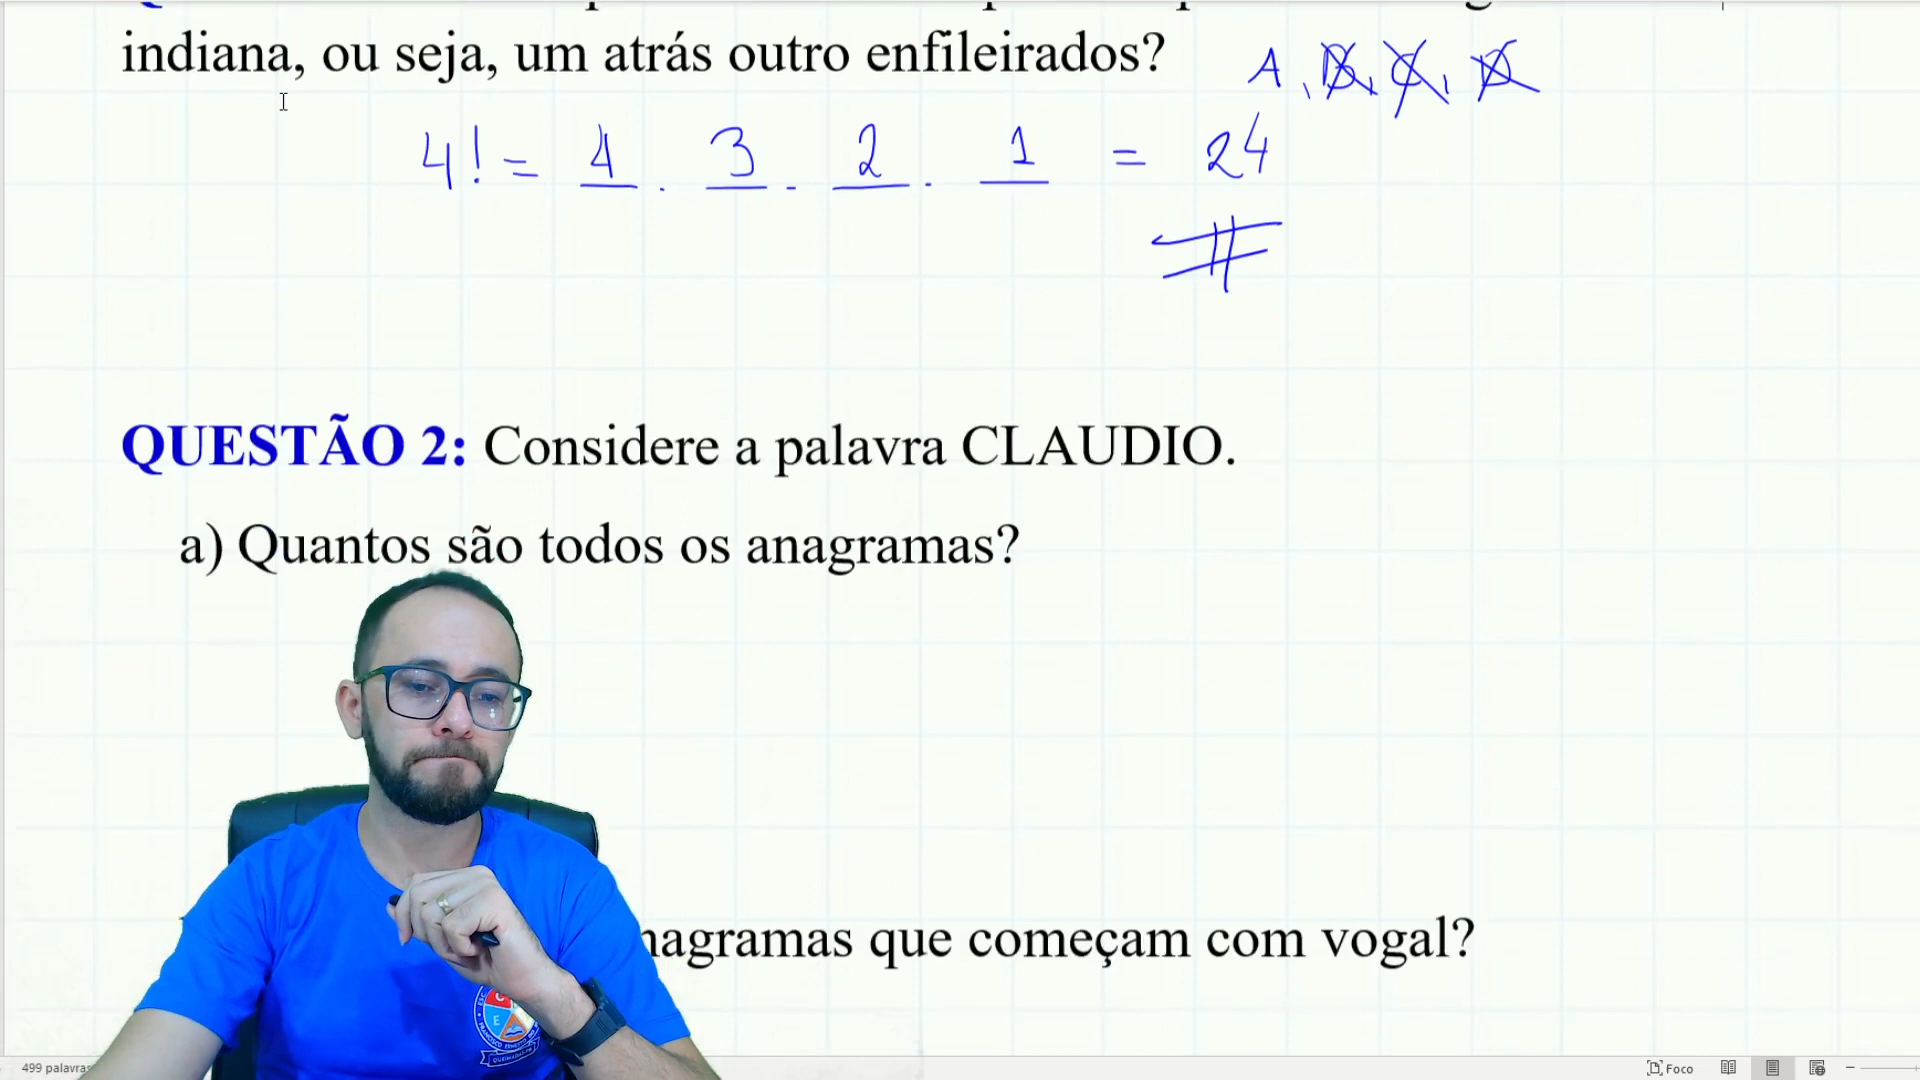 indiana, ou seja, um atrás outro enfileirados?
A, B, C, D
4! = 4 . 3 . 2 . 1 = 24
QUESTÃO 2: Considere a palavra CLAUDIO.
a) Quantos são todos os anagramas?
nagramas que começam com vogal?
499 palavras
Foco